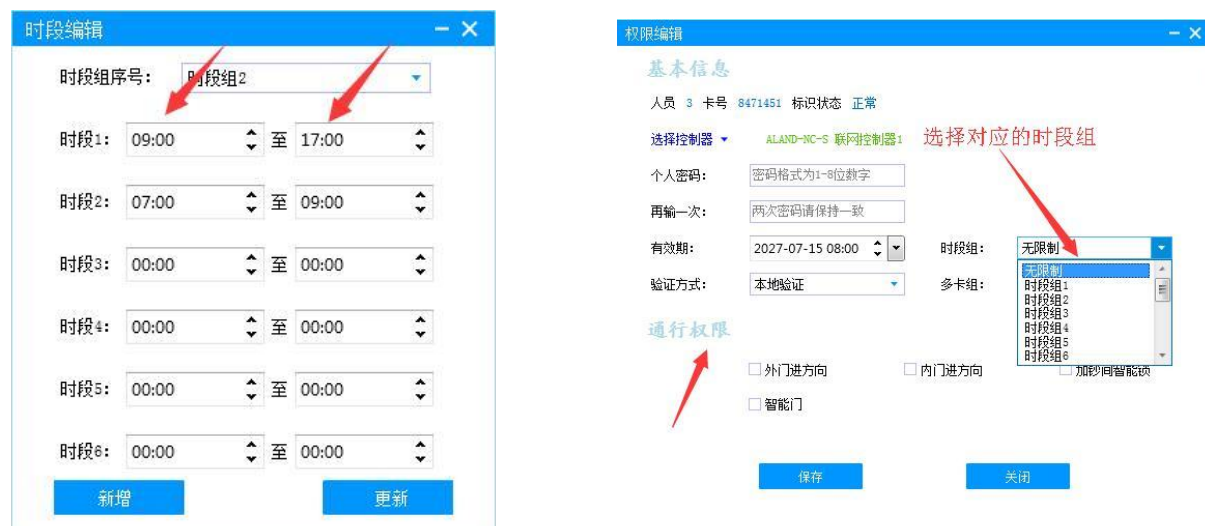 时段编辑
时段组序号: 时段组2
时段1: 09:00 至 17:00
时段2: 07:00 至 09:00
时段3: 00:00 至 00:00
时段4: 00:00 至 00:00
时段5: 00:00 至 00:00
时段6: 00:00 至 00:00
新增 更新
权限编辑
基本信息
人员 3 卡号 8471451 标识状态 正常
选择控制器 ALAND-NC-S 联网控制器1 选择对应的时段组
个人密码: 密码格式为1-8位数字
再输一次: 两次密码请保持一致
有效期: 2027-07-15 08:00 时段组: 无限制
验证方式: 本地验证 多卡组:
无限制
时段组1
时段组2
时段组3
时段组4
时段组5
时段组6
通行权限
外门进方向 内门进方向 加钞间智能锁
智能门
保存 关闭